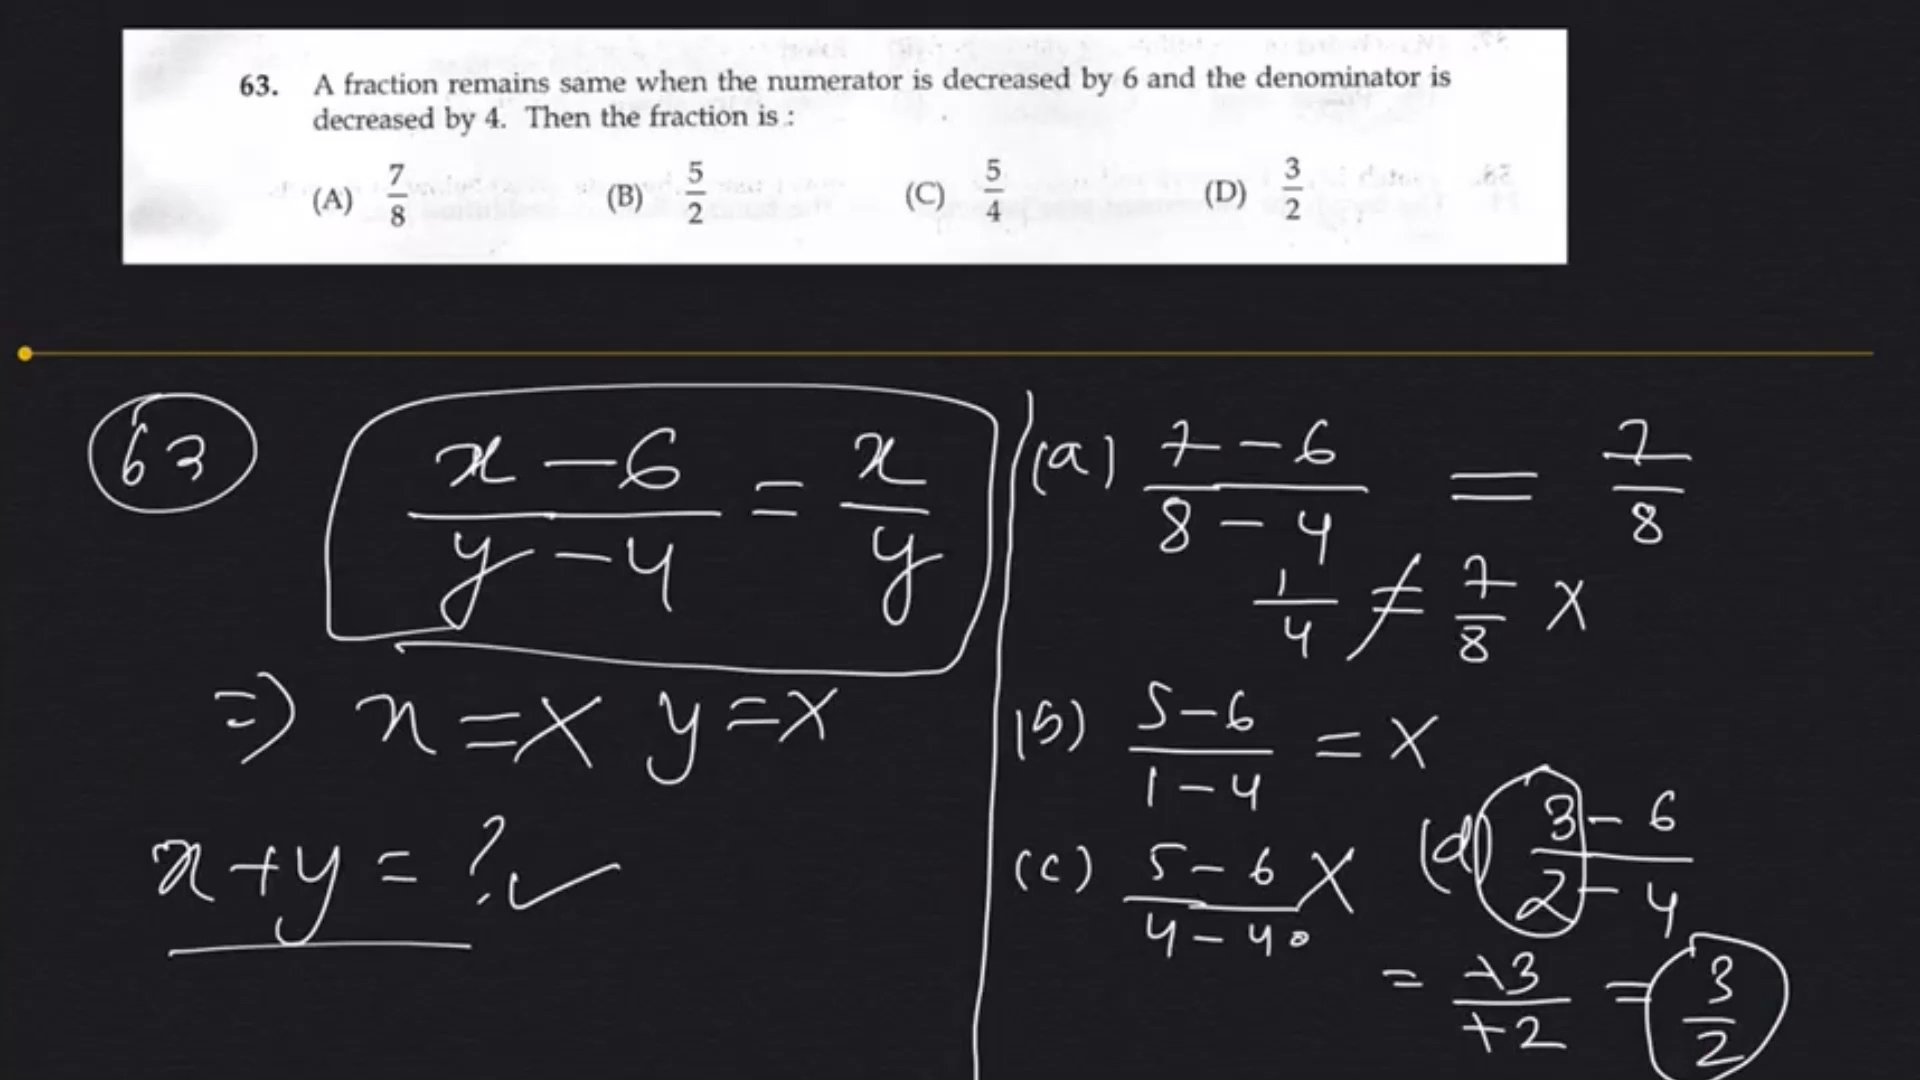 63. A fraction remains same when the numerator is decreased by 6 and the denominator is
decreased by 4. Then the fraction is :
(A) 7/8 (B) 5/2 (C) 5/4 (D) 3/2
63
(x-6)/(y-4) = x/y
=> x=X y=X
x+y = ?✓
(a) (7-6)/(8-4) = 7/8
1/4 ≠ 7/8 X
(b) (5-6)/(1-4) = X
(c) (5-6)/(4-4) X
(d) (3-6)/(2-4)
= +3/+2 = 3/2